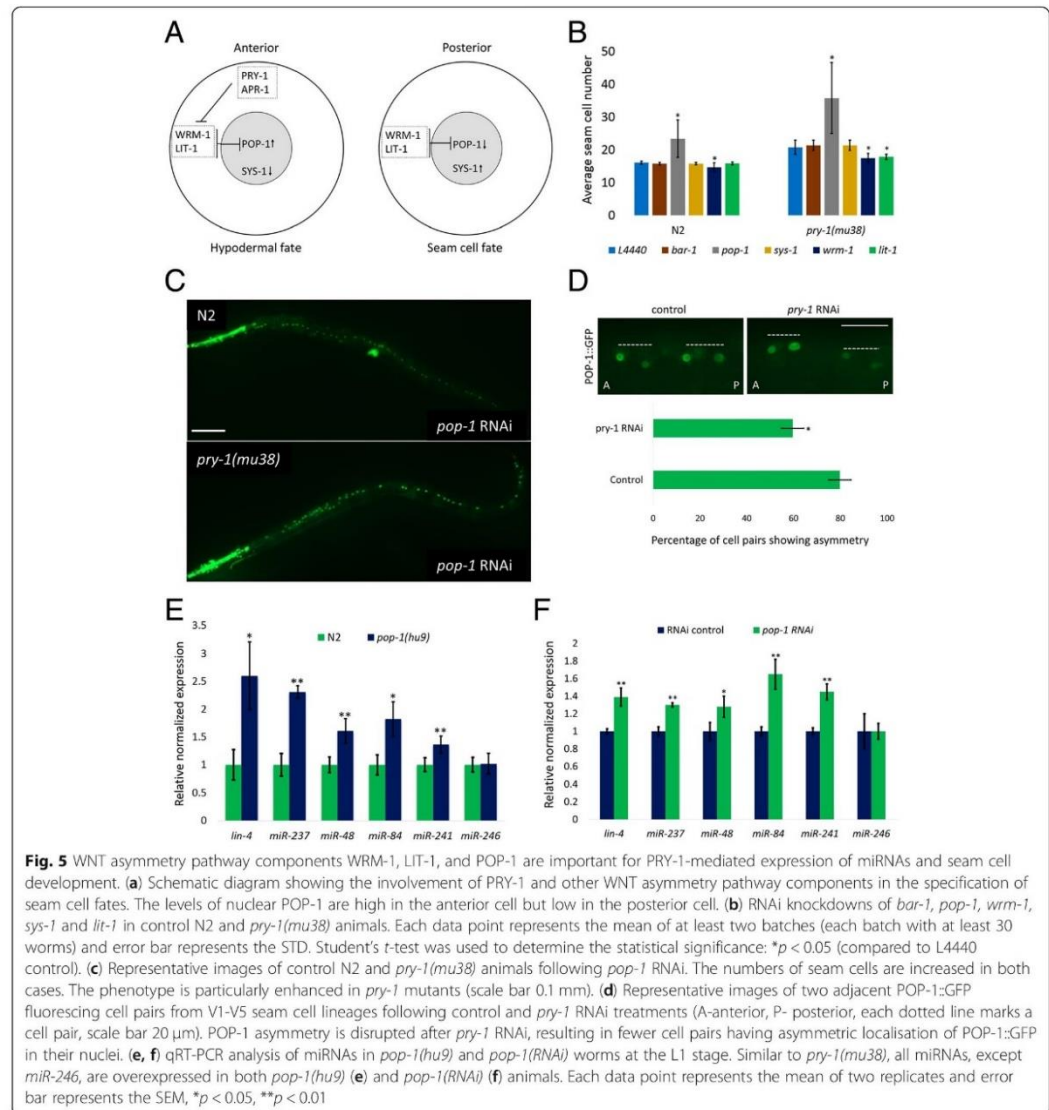 A
Anterior
PRY-1
APR-1
WRM-1
LIT-1
POP-1↑
SYS-1↓
Hypodermal fate
Posterior
WRM-1
LIT-1
POP-1↓
SYS-1↑
Seam cell fate
B
Average seam cell number
50
40
30
20
10
0
*
*
*
*
*
N2
pry-1(mu38)
L4440
bar-1
pop-1
sys-1
wrm-1
lit-1
C
N2
pop-1 RNAi
pry-1(mu38)
pop-1 RNAi
D
control
pry-1 RNAi
POP-1::GFP
A
P
A
P
pry-1 RNAi
*
Control
0
20
40
60
80
100
Percentage of cell pairs showing asymmetry
E
N2
pop-1(hu9)
Relative normalized expression
3.5
3
2.5
2
1.5
1
0.5
0
*
**
**
*
**
lin-4
miR-237
miR-48
miR-84
miR-241
miR-246
F
RNAi control
pop-1 RNAi
Relative normalized expression
2
1.8
1.6
1.4
1.2
1
0.8
0.6
0.4
0.2
0
**
**
*
**
**
lin-4
miR-237
miR-48
miR-84
miR-241
miR-246
Fig. 5 WNT asymmetry pathway components WRM-1, LIT-1, and POP-1 are important for PRY-1-mediated expression of miRNAs and seam cell
development. (a) Schematic diagram showing the involvement of PRY-1 and other WNT asymmetry pathway components in the specification of
seam cell fates. The levels of nuclear POP-1 are high in the anterior cell but low in the posterior cell. (b) RNAi knockdowns of bar-1, pop-1, wrm-1,
sys-1 and lit-1 in control N2 and pry-1(mu38) animals. Each data point represents the mean of at least two batches (each batch with at least 30
worms) and error bar represents the STD. Student's t-test was used to determine the statistical significance: *p < 0.05 (compared to L4440
control). (c) Representative images of control N2 and pry-1(mu38) animals following pop-1 RNAi. The numbers of seam cells are increased in both
cases. The phenotype is particularly enhanced in pry-1 mutants (scale bar 0.1 mm). (d) Representative images of two adjacent POP-1::GFP
fluorescing cell pairs from V1-V5 seam cell lineages following control and pry-1 RNAi treatments (A-anterior, P- posterior, each dotted line marks a
cell pair, scale bar 20 μm). POP-1 asymmetry is disrupted after pry-1 RNAi, resulting in fewer cell pairs having asymmetric localisation of POP-1::GFP
in their nuclei. (e, f) qRT-PCR analysis of miRNAs in pop-1(hu9) and pop-1(RNAi) worms at the L1 stage. Similar to pry-1(mu38), all miRNAs, except
miR-246, are overexpressed in both pop-1(hu9) (e) and pop-1(RNAi) (f) animals. Each data point represents the mean of two replicates and error
bar represents the SEM, *p < 0.05, **p < 0.01